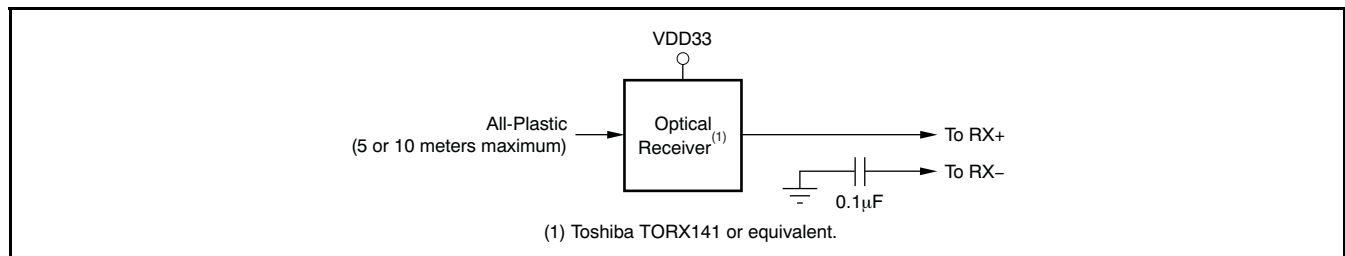 VDD33
All-Plastic
(5 or 10 meters maximum)
Optical
Receiver(1)
To RX+
To RX−
0.1μF
(1) Toshiba TORX141 or equivalent.